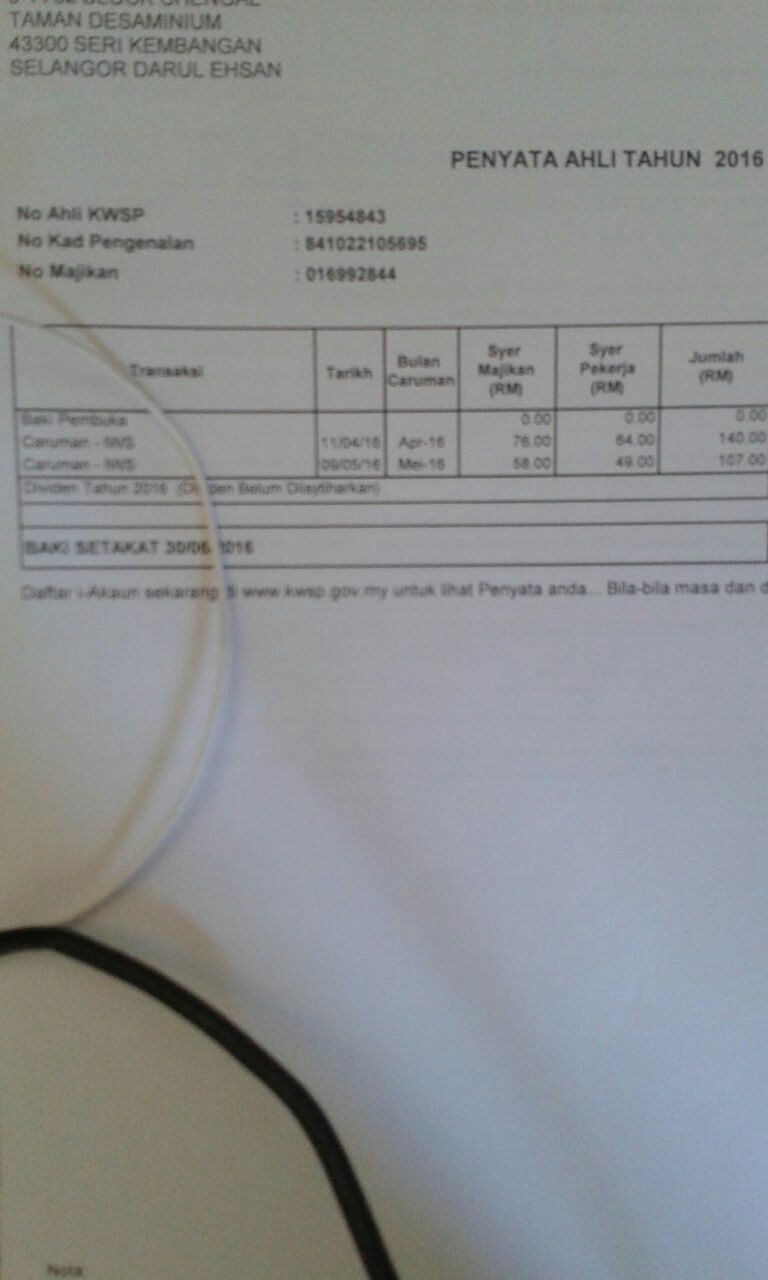 TAMAN DESAMINIUM
43300 SERI KEMBANGAN
SELANGOR DARUL EHSAN
PENYATA AHLI TAHUN 2016
No Ahli KWSP : 15954843
No Kad Pengenalan : 841022105695
No Majikan : 016992844
Transaksi Tarikh Bulan Caruman Syer Majikan (RM) Syer Pekerja (RM) Jumlah (RM)
Baki Pembuka 0.00 0.00 0.00
Caruman - IWS 11/04/16 Apr-16 76.00 64.00 140.00
Caruman - IWS 09/05/16 Mei-16 58.00 49.00 107.00
Dividen Tahun 2016 (Dividen Belum Diisytiharkan)
BAKI SETAKAT 30/06/2016
Daftar i-Akaun sekarang di www.kwsp.gov.my untuk lihat Penyata anda... Bila-bila masa dan d
Nota: